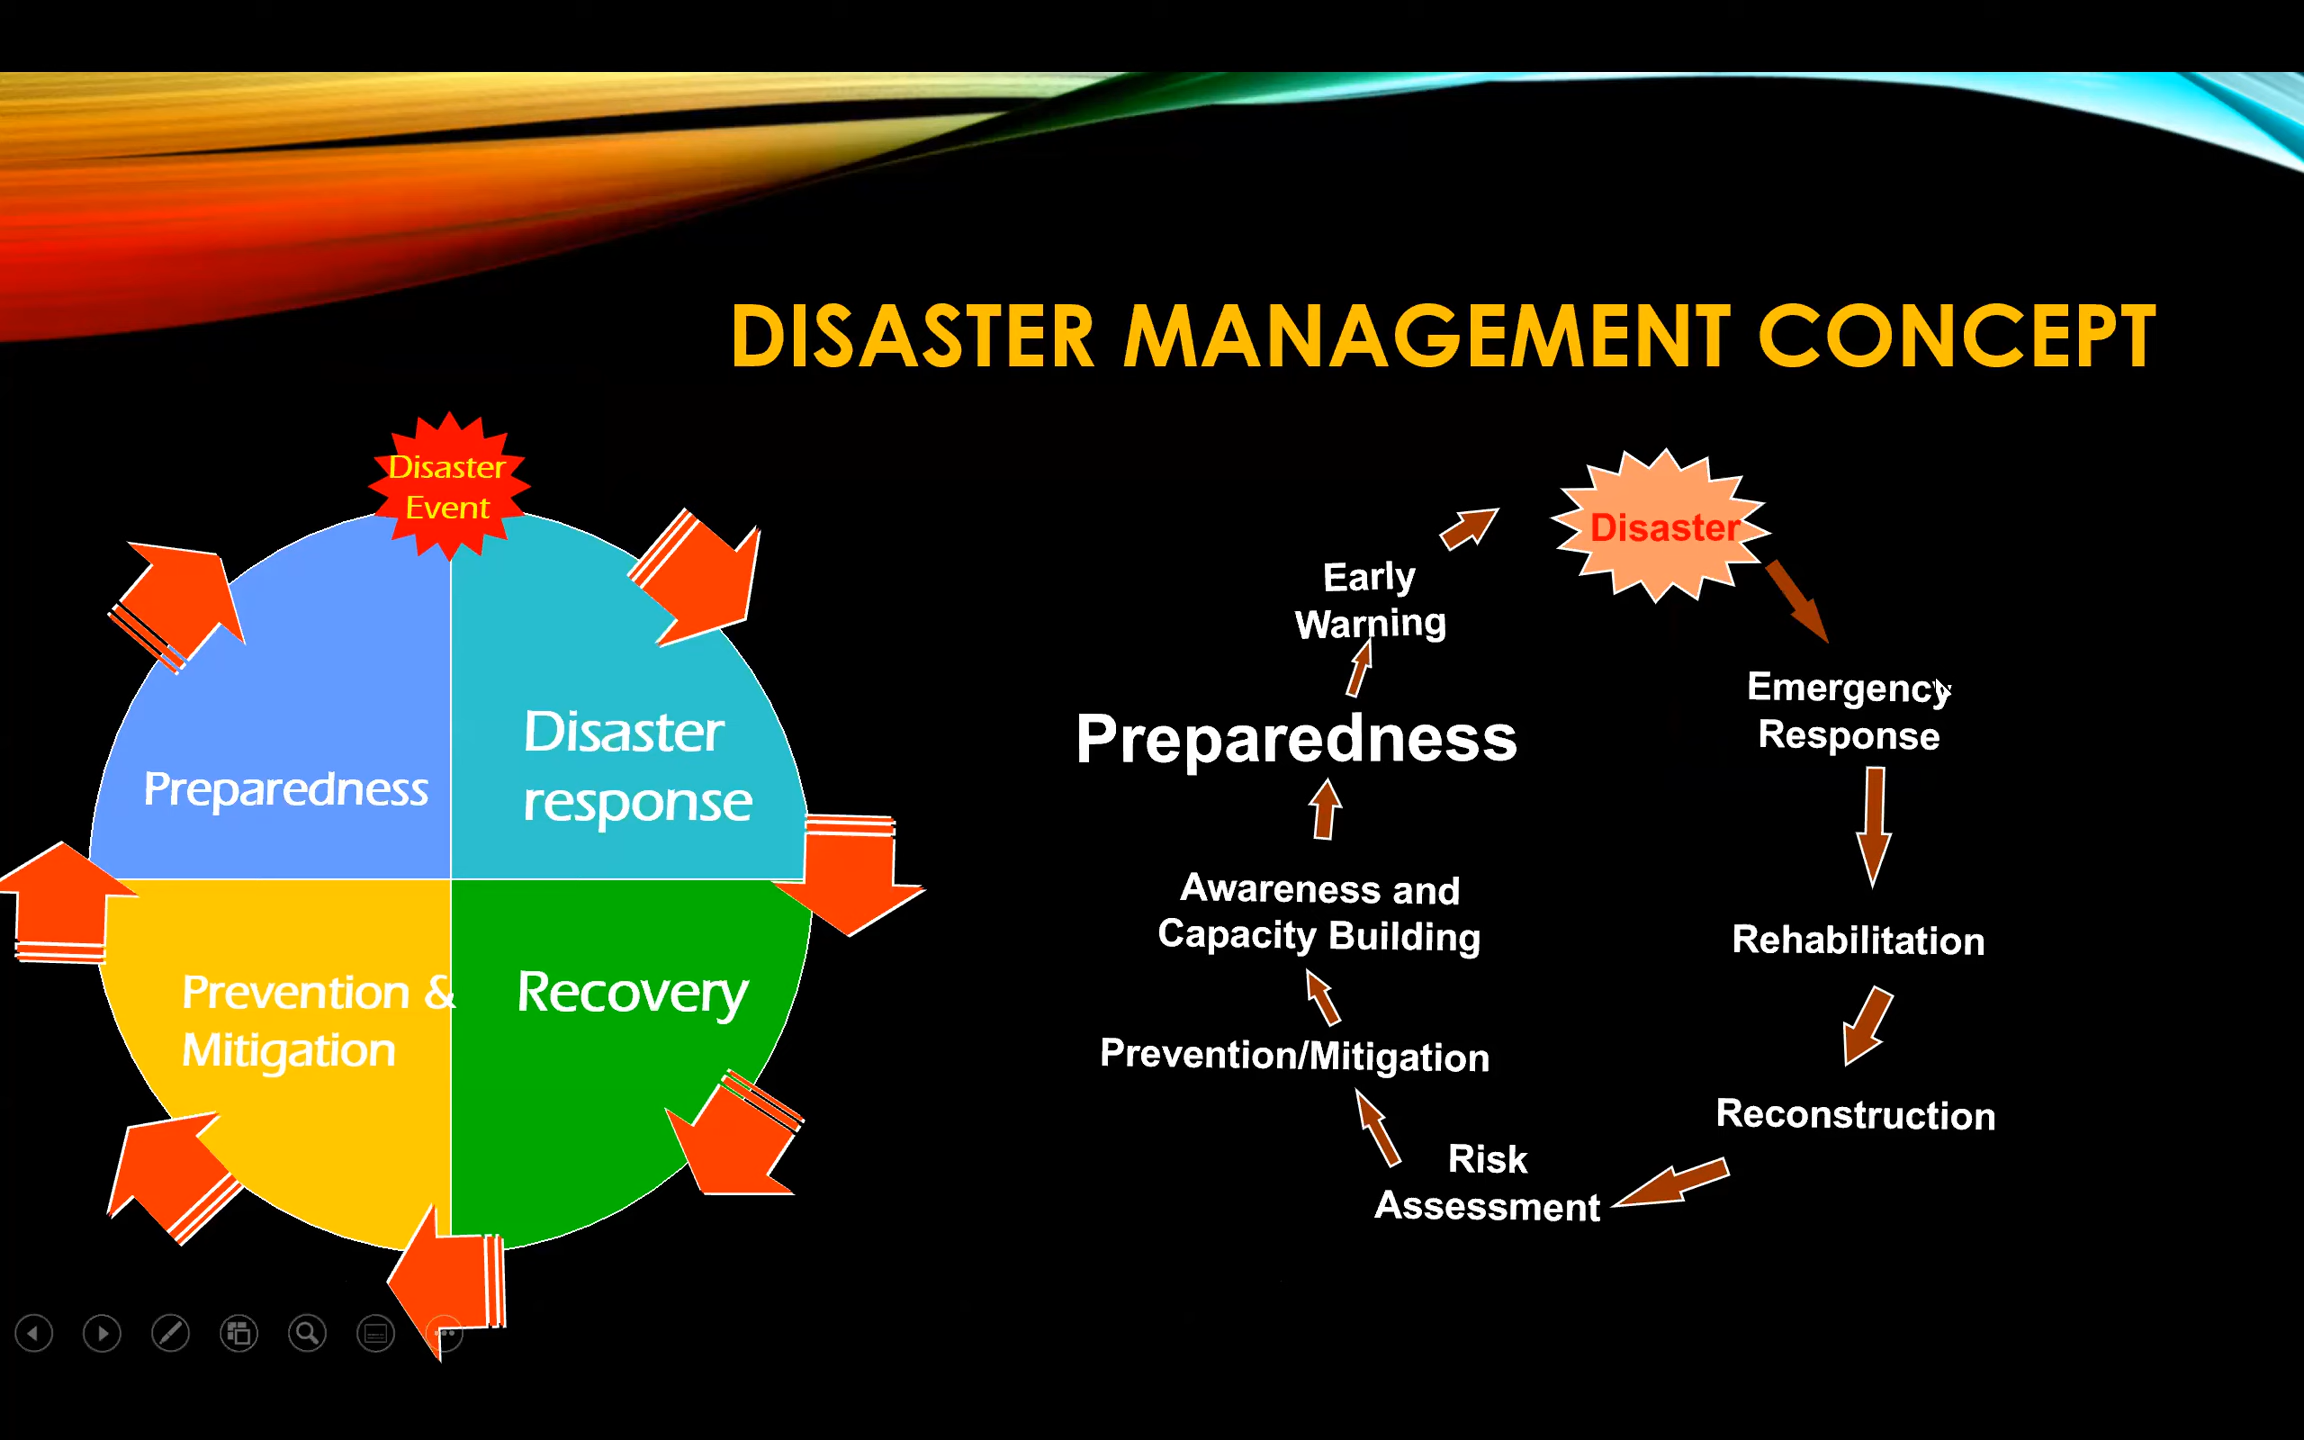 DISASTER MANAGEMENT CONCEPT
Disaster
Event
Preparedness
Disaster
response
Prevention &
Mitigation
Recovery
Disaster
Early
Warning
Emergency
Response
Preparedness
Awareness and
Capacity Building
Rehabilitation
Prevention/Mitigation
Reconstruction
Risk
Assessment